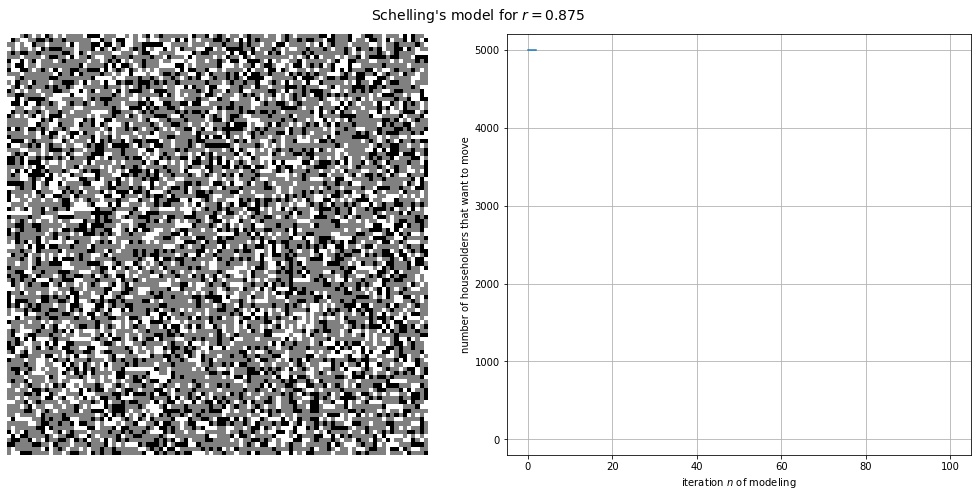 Schelling's model for r = 0.875
number of householders that want to move
5000
4000
3000
2000
1000
0
0 20 40 60 80 100
iteration n of modeling